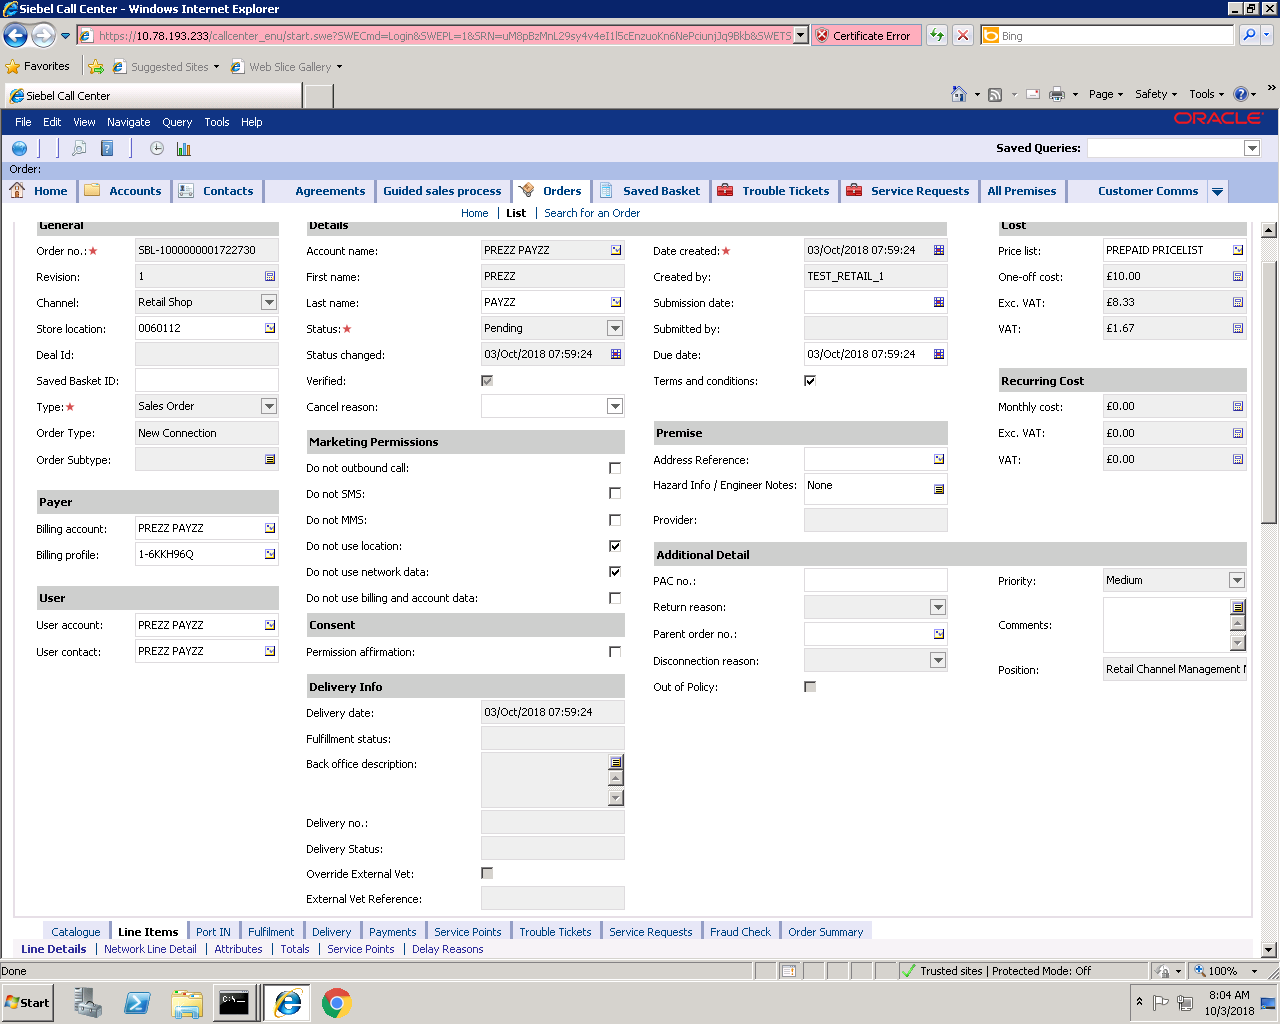 Siebel Call Center - Windows Internet Explorer
https://10.78.193.233/callcenter_enu/start.swe?SWECmd=Login&SWEPL=1&SRN=
Certificate Error
Bing
Favorites
Suggested Sites
Web Slice Gallery
Siebel Call Center
Page
Safety
Tools
File Edit View Navigate Query Tools Help
ORACLE
Saved Queries:
Order:
Home
Accounts
Contacts
Agreements
Guided sales process
Orders
Saved Basket
Trouble Tickets
Service Requests
All Premises
Customer Comms
Home | List | Search for an Order
General
Order no.:★ SBL-1000000001722730
Revision: 1
Channel: Retail Shop
Store location: 0060112
Deal Id:
Saved Basket ID:
Type:★ Sales Order
Order Type: New Connection
Order Subtype:
Payer
Billing account: PREZZ PAYZZ
Billing profile: 1-6KKH96Q
User
User account: PREZZ PAYZZ
User contact: PREZZ PAYZZ
Details
Account name: PREZZ PAYZZ
First name: PREZZ
Last name: PAYZZ
Status:★ Pending
Status changed: 03/Oct/2018 07:59:24
Verified:
Cancel reason:
Marketing Permissions
Do not outbound call:
Do not SMS:
Do not MMS:
Do not use location:
Do not use network data:
Do not use billing and account data:
Consent
Permission affirmation:
Delivery Info
Delivery date: 03/Oct/2018 07:59:24
Fulfillment status:
Back office description:
Delivery no.:
Delivery Status:
Override External Vet:
External Vet Reference:
Date created:★ 03/Oct/2018 07:59:24
Created by: TEST_RETAIL_1
Submission date:
Submitted by:
Due date: 03/Oct/2018 07:59:24
Terms and conditions:
Premise
Address Reference:
Hazard Info / Engineer Notes: None
Provider:
Additional Detail
PAC no.:
Return reason:
Parent order no.:
Disconnection reason:
Out of Policy:
Priority: Medium
Comments:
Position: Retail Channel Management
Cost
Price list: PREPAID PRICELIST
One-off cost: £10.00
Exc. VAT: £8.33
VAT: £1.67
Recurring Cost
Monthly cost: £0.00
Exc. VAT: £0.00
VAT: £0.00
Catalogue
Line Items
Port IN
Fulfilment
Delivery
Payments
Service Points
Trouble Tickets
Service Requests
Fraud Check
Order Summary
Line Details | Network Line Detail | Attributes | Totals | Service Points | Delay Reasons
Done
Trusted sites | Protected Mode: Off
100%
Start
8:04 AM
10/3/2018